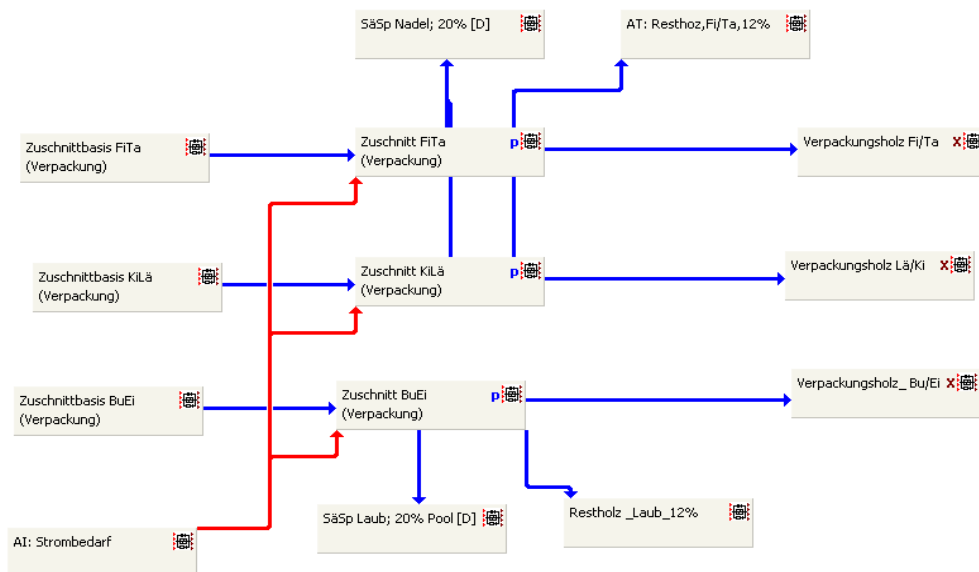 SäSp Nadel; 20% [D]
AT: Resthoz,Fi/Ta,12%
Zuschnittbasis FiTa
(Verpackung)
Zuschnitt FiTa
(Verpackung)
p
Verpackungsholz Fi/Ta
X
Zuschnittbasis KiLä
(Verpackung)
Zuschnitt KiLä
(Verpackung)
p
Verpackungsholz Lä/Ki
X
Zuschnittbasis BuEi
(Verpackung)
Zuschnitt BuEi
(Verpackung)
p
Verpackungsholz_ Bu/Ei
X
SäSp Laub; 20% Pool [D]
Restholz _Laub_12%
AI: Strombedarf